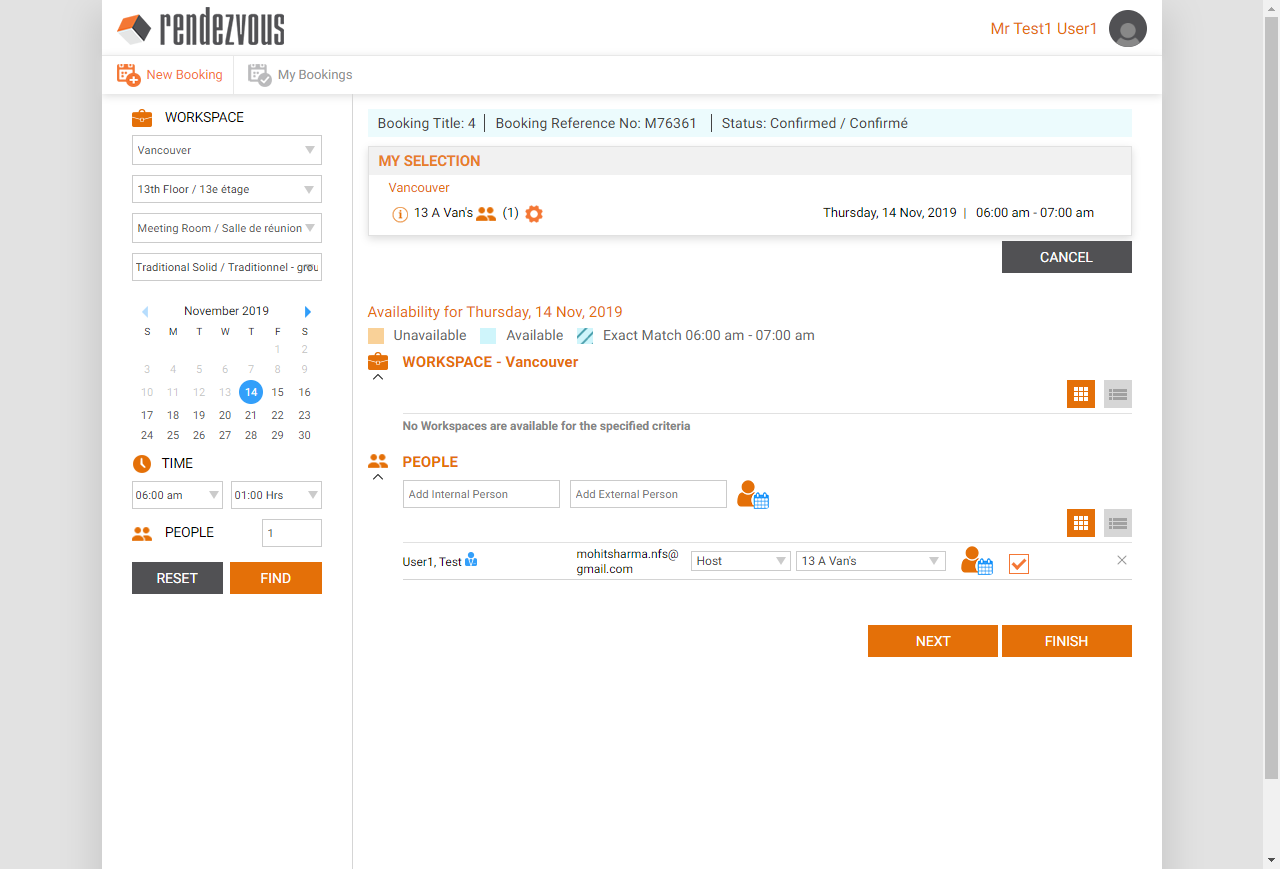 rendezvous
Mr Test1 User1
New Booking
My Bookings
WORKSPACE
Vancouver
13th Floor / 13e étage
Meeting Room / Salle de réunion
Traditional Solid / Traditionnel - grou
November 2019
S M T W T F S
1 2
3 4 5 6 7 8 9
10 11 12 13 14 15 16
17 18 19 20 21 22 23
24 25 26 27 28 29 30
TIME
06:00 am
01:00 Hrs
PEOPLE
1
RESET
FIND
Booking Title: 4
Booking Reference No: M76361
Status: Confirmed / Confirmé
MY SELECTION
Vancouver
13 A Van's (1)
Thursday, 14 Nov, 2019 | 06:00 am - 07:00 am
CANCEL
Availability for Thursday, 14 Nov, 2019
Unavailable
Available
Exact Match 06:00 am - 07:00 am
WORKSPACE - Vancouver
No Workspaces are available for the specified criteria
PEOPLE
Add Internal Person
Add External Person
User1, Test
mohitsharma.nfs@
gmail.com
Host
13 A Van's
NEXT
FINISH